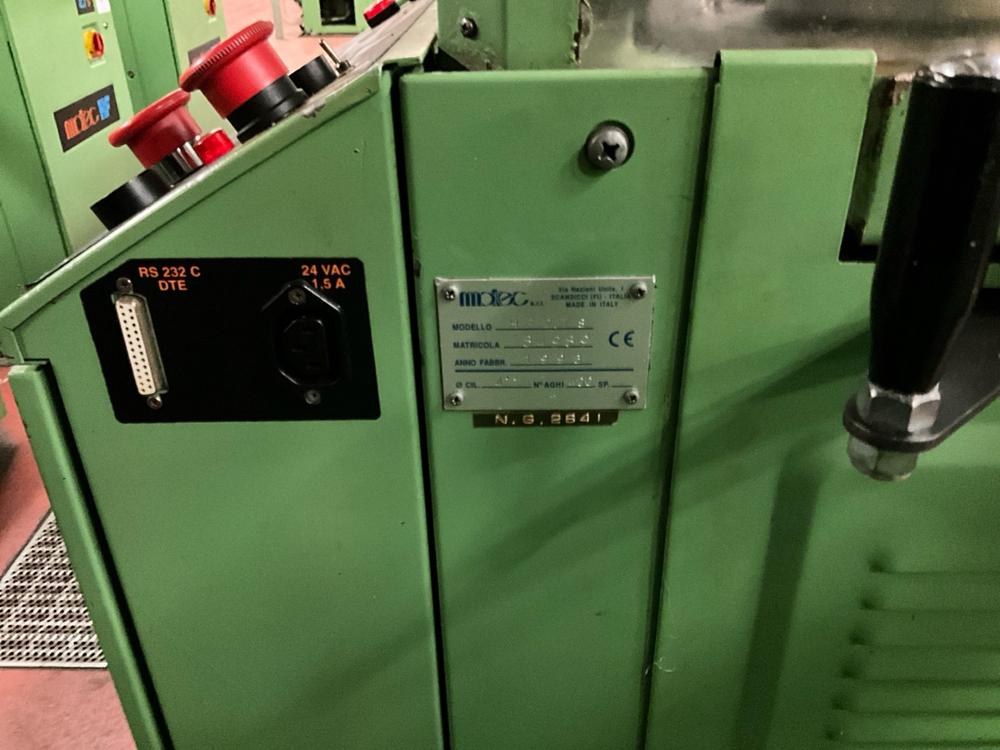 matec
RS 232 C
DTE
24 VAC
1,5 A
matec s.r.l.
Via Nazioni Unite,
SCANDICCI (FI) - ITALIA
MADE IN ITALY
MODELLO
MATRICOLA
CE
ANNO FABBR.
Ø CIL. N° AGHI SP.
N.G.2641